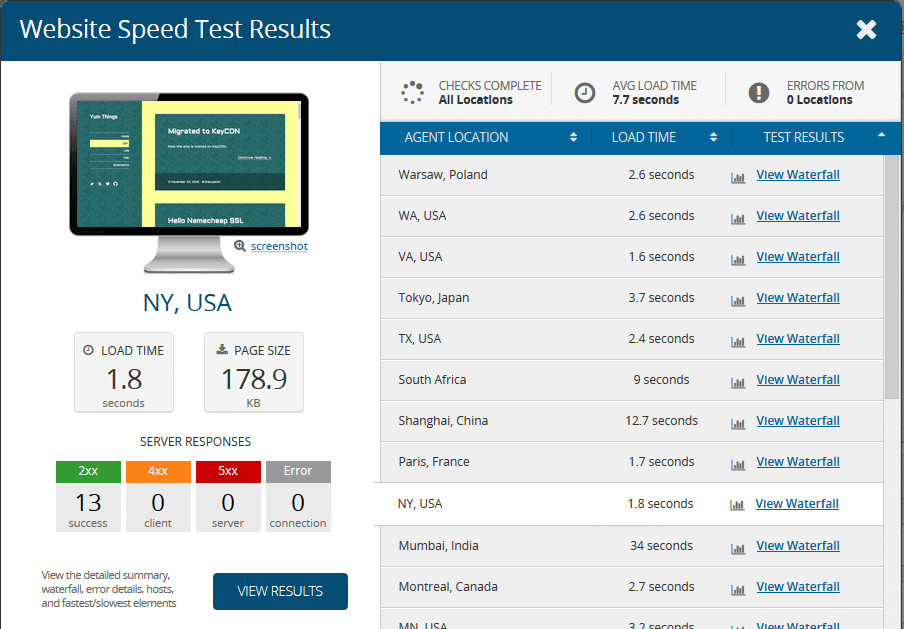 Website Speed Test Results
Yum Things
Migrated to KeyCDN
Now the site is hosted on KeyCDN.
Continue reading →
Hello Namecheap SSL
screenshot
NY, USA
LOAD TIME
1.8
seconds
PAGE SIZE
178.9
KB
SERVER RESPONSES
2xx 4xx 5xx Error
13 0 0 0
success client server connection
View the detailed summary,
waterfall, error details, hosts,
and fastest/slowest elements
VIEW RESULTS
CHECKS COMPLETE
All Locations
AVG LOAD TIME
7.7 seconds
ERRORS FROM
0 Locations
AGENT LOCATION LOAD TIME TEST RESULTS
Warsaw, Poland 2.6 seconds View Waterfall
WA, USA 2.6 seconds View Waterfall
VA, USA 1.6 seconds View Waterfall
Tokyo, Japan 3.7 seconds View Waterfall
TX, USA 2.4 seconds View Waterfall
South Africa 9 seconds View Waterfall
Shanghai, China 12.7 seconds View Waterfall
Paris, France 1.7 seconds View Waterfall
NY, USA 1.8 seconds View Waterfall
Mumbai, India 34 seconds View Waterfall
Montreal, Canada 2.7 seconds View Waterfall
MN, USA 3.2 seconds View Waterfall